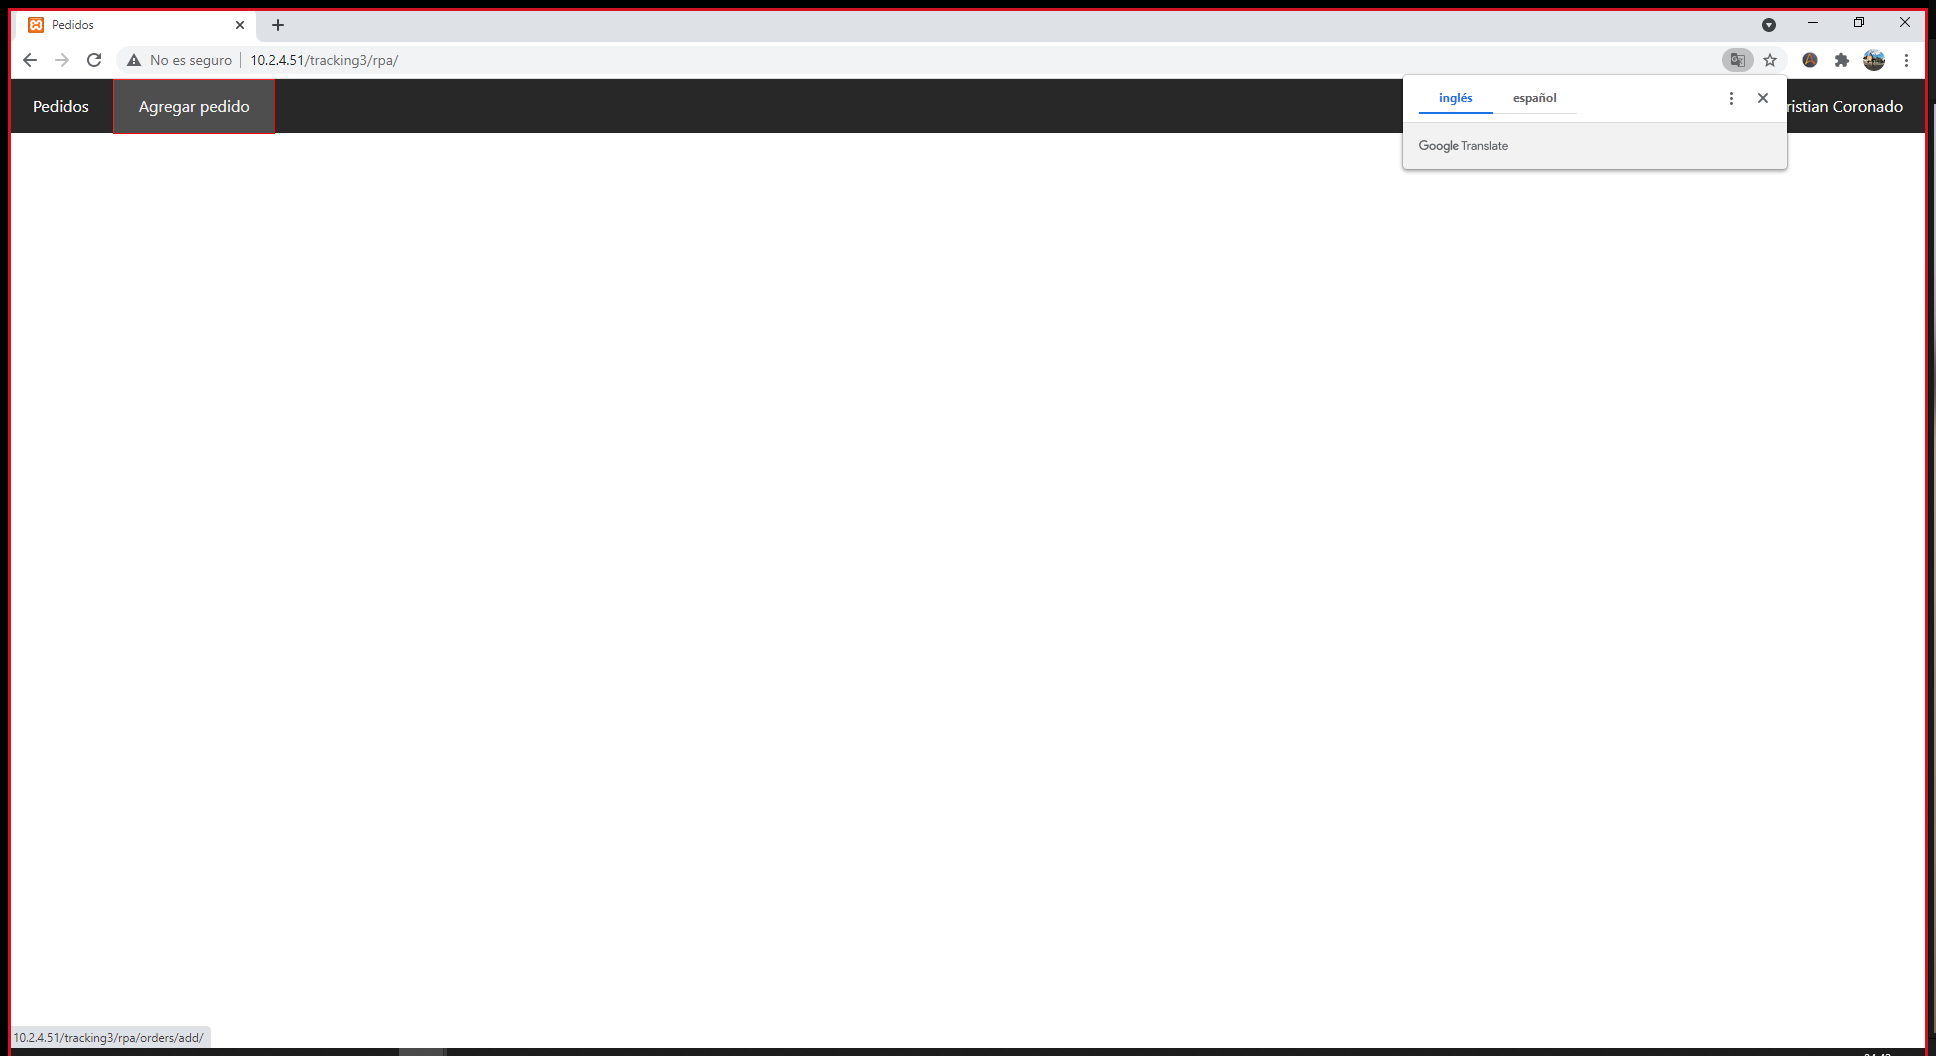 Pedidos
No es seguro 10.2.4.51/tracking3/rpa/
Pedidos Agregar pedido ristian Coronado
inglés español
Google Translate
10.2.4.51/tracking3/rpa/orders/add/